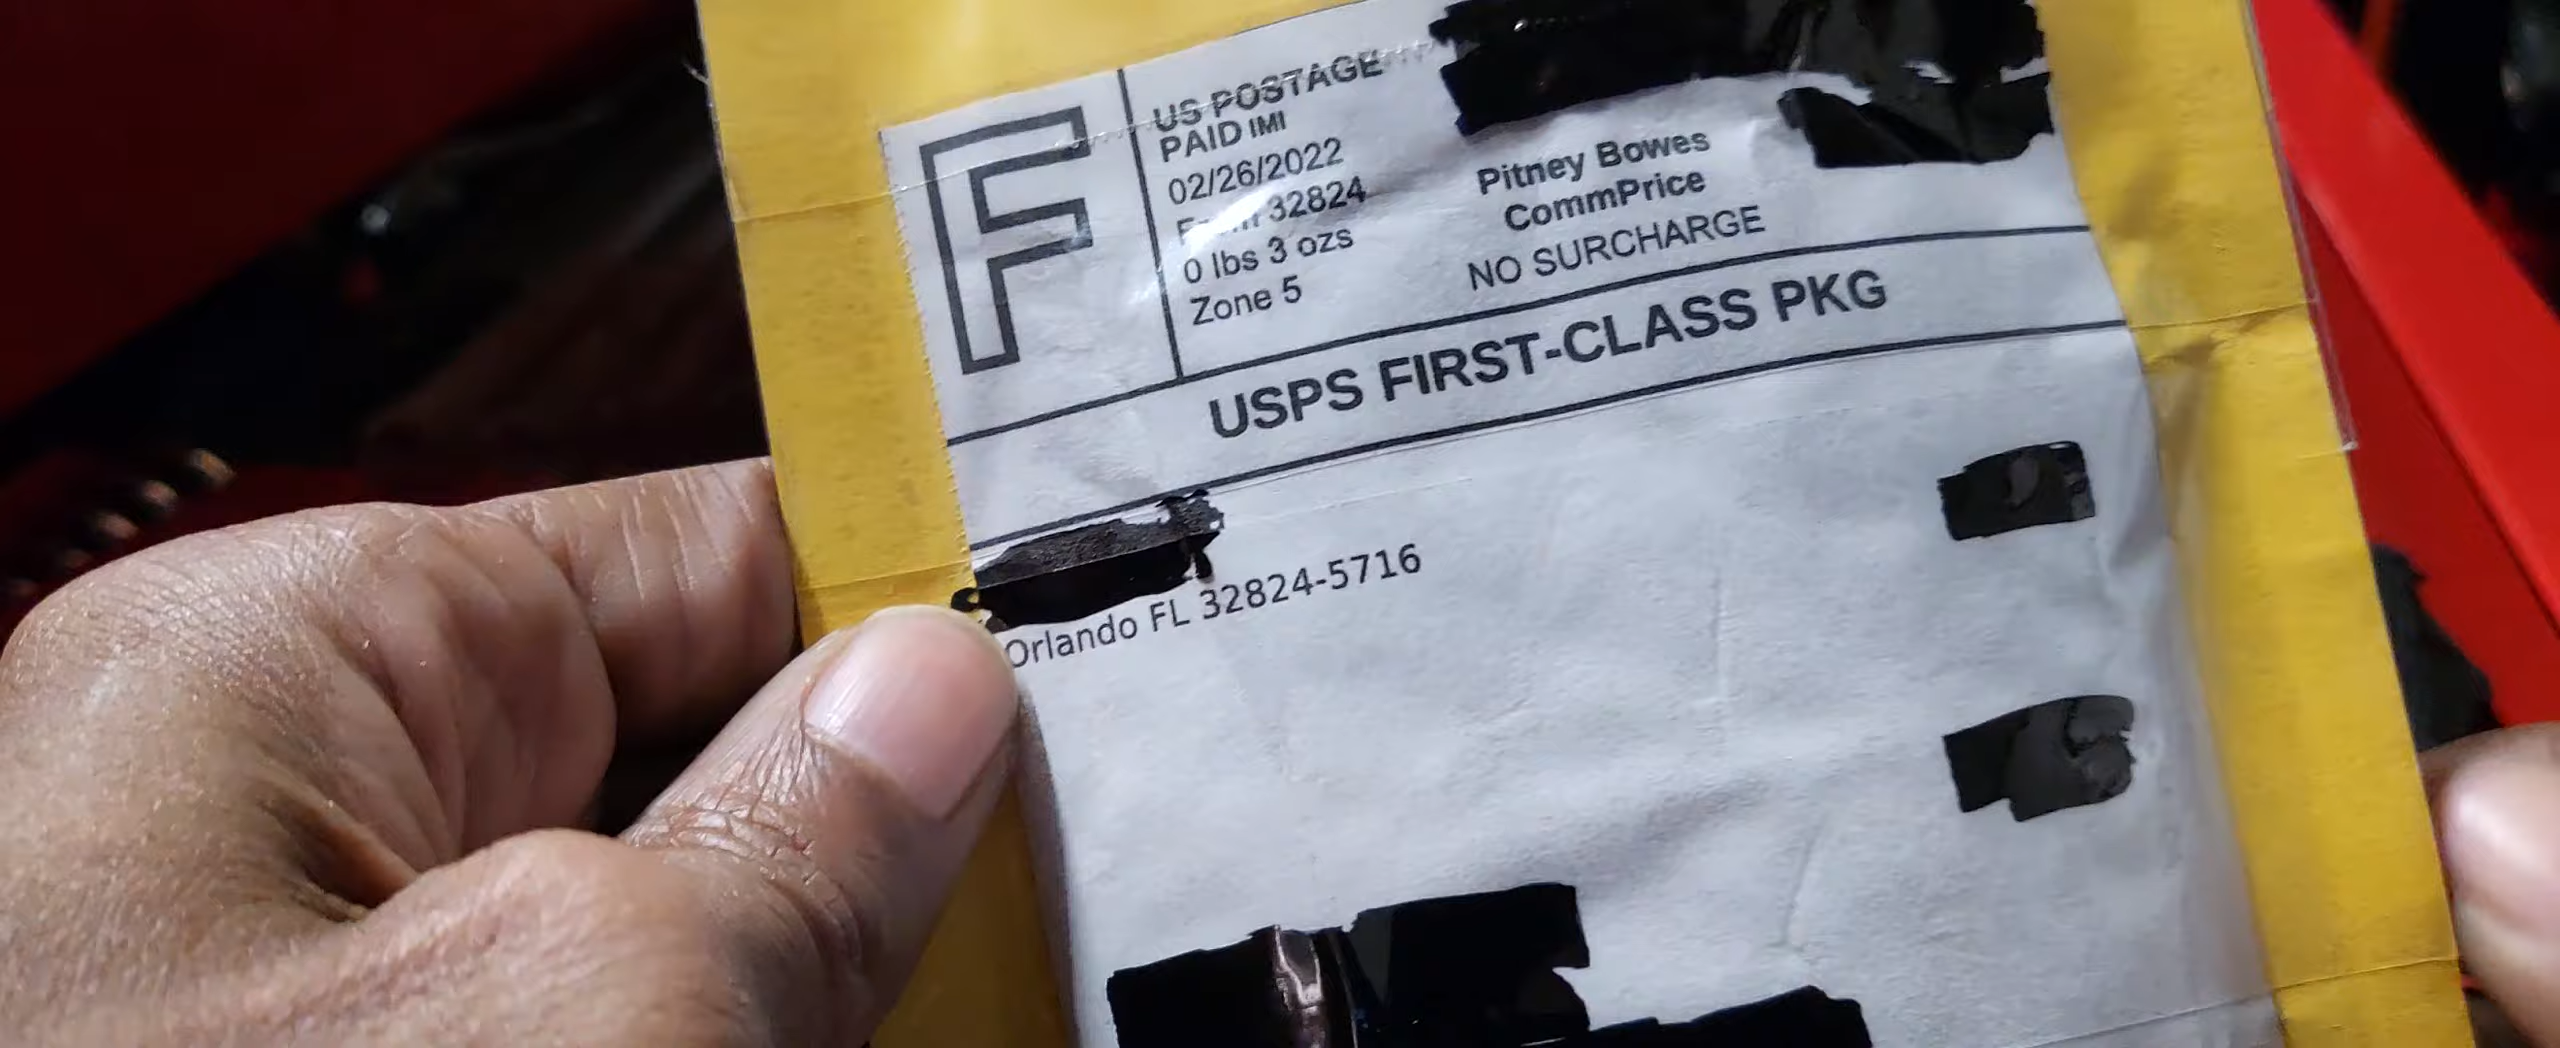 F
US POSTAGE
PAID IMI
02/26/2022
32824
0 lbs 3 ozs
Zone 5
Pitney Bowes
CommPrice
NO SURCHARGE
USPS FIRST-CLASS PKG
Orlando FL 32824-5716